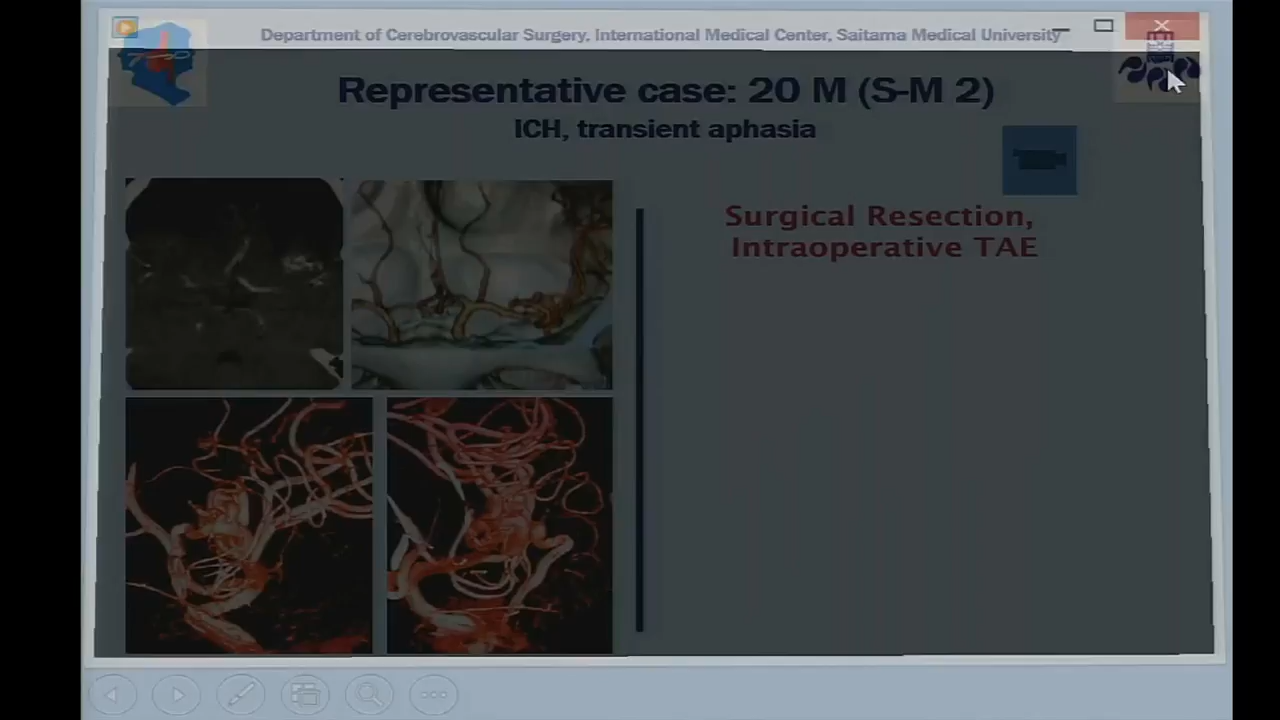 Department of Cerebrovascular Surgery, International Medical Center, Saitama Medical University
Representative case: 20 M (S-M 2)
ICH, transient aphasia
Surgical Resection,
Intraoperative TAE